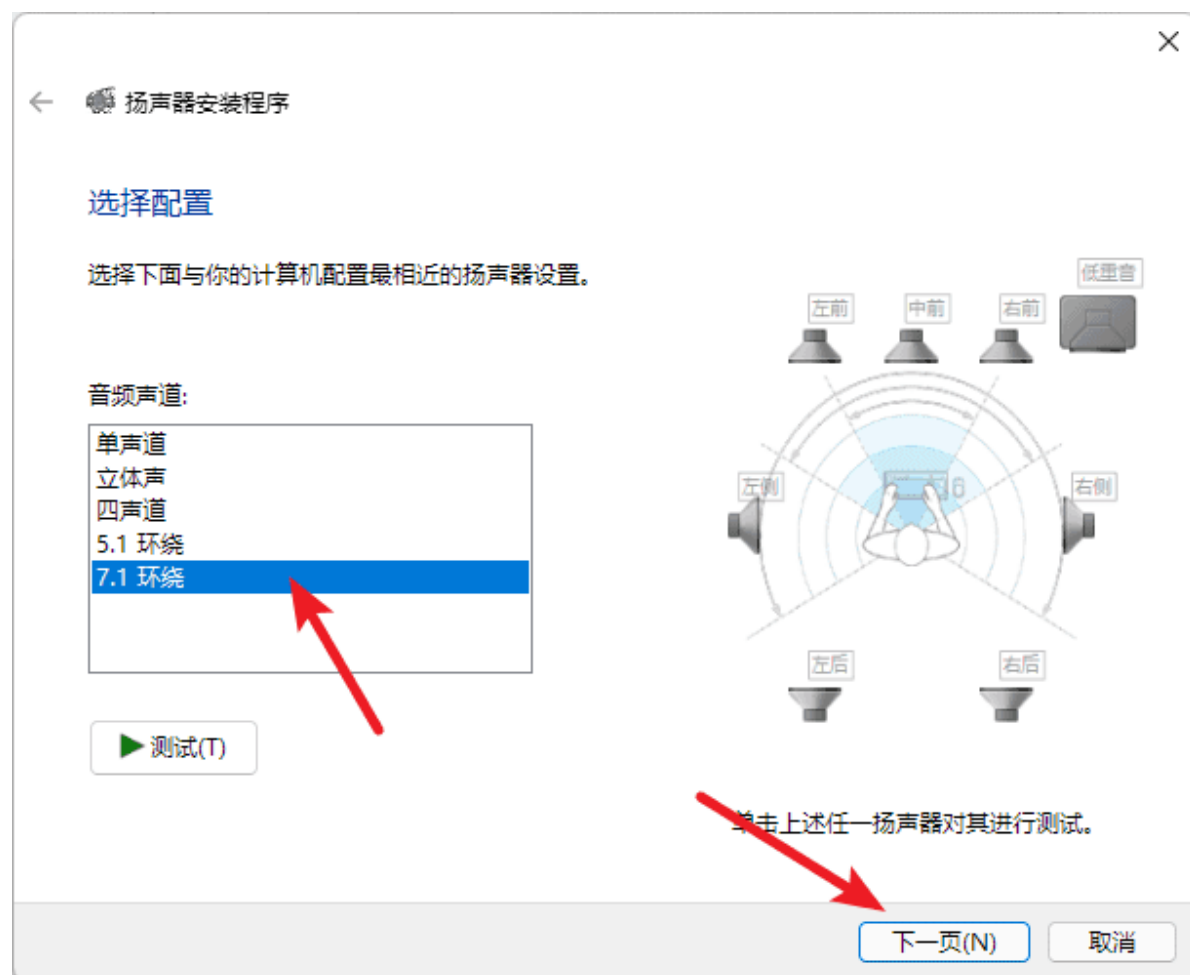 扬声器安装程序
选择配置
选择下面与你的计算机配置最相近的扬声器设置。
音频声道:
单声道
立体声
四声道
5.1 环绕
7.1 环绕
测试(T)
低重音
左前
中前
右前
左侧
右侧
左后
右后
单击上述任一扬声器对其进行测试。
下一页(N)
取消